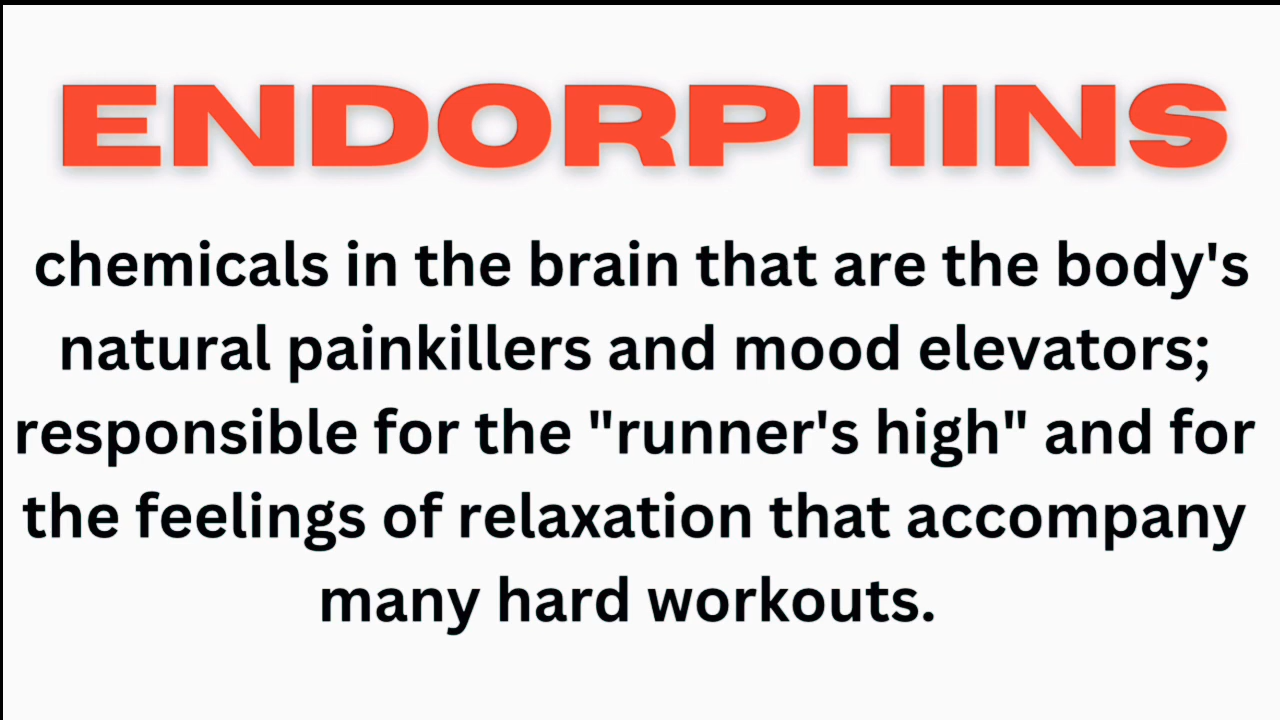 ENDORPHINS
chemicals in the brain that are the body's
natural painkillers and mood elevators;
responsible for the "runner's high" and for
the feelings of relaxation that accompany
many hard workouts.